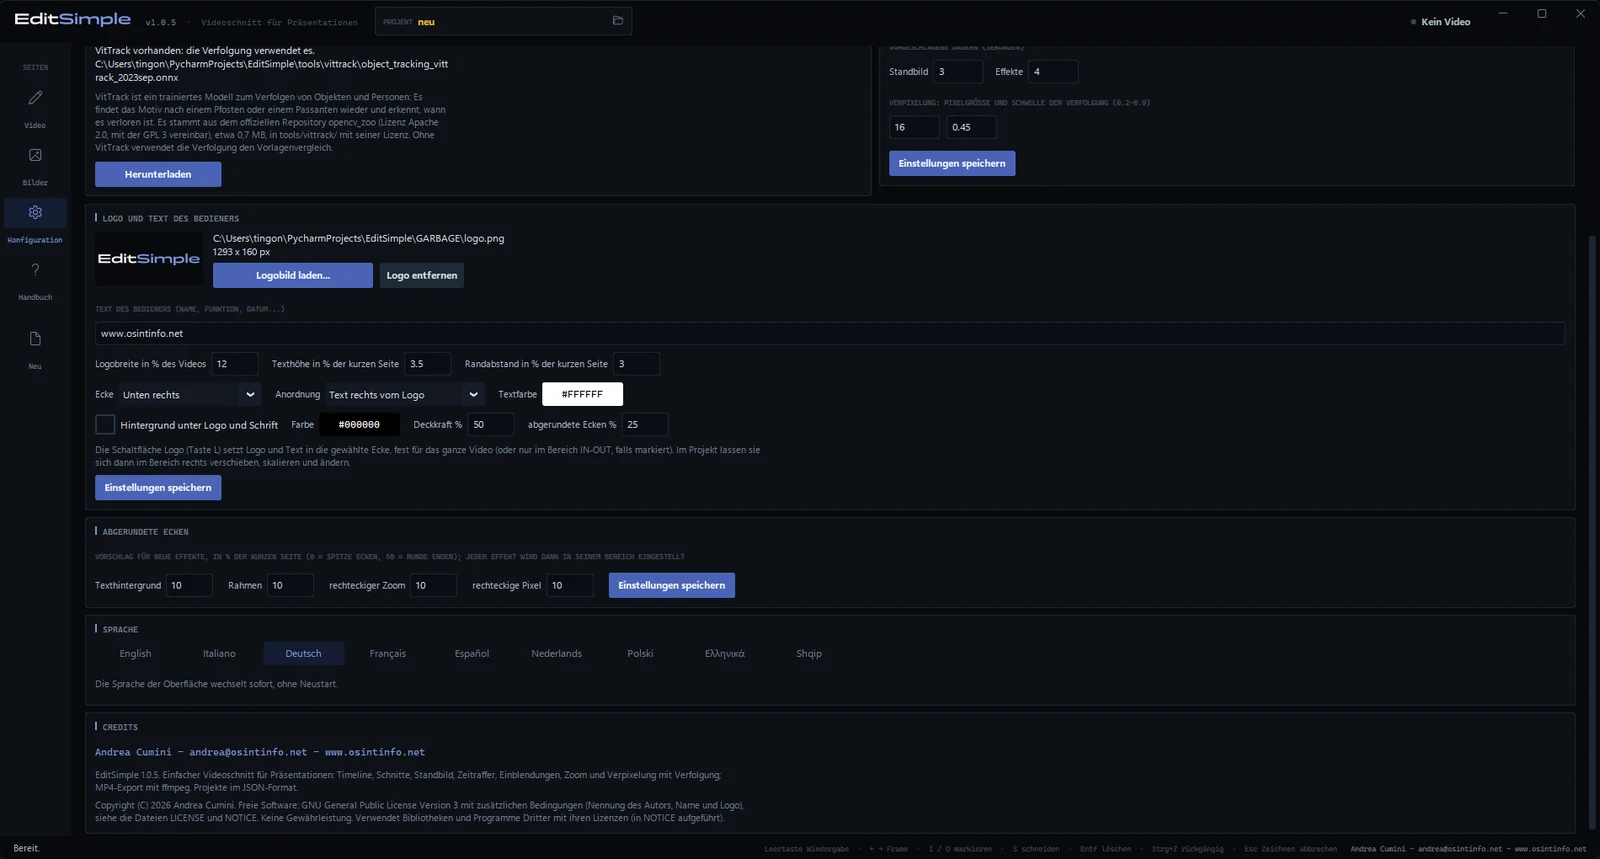 EditSimple v1.0.5 · Videoschnitt für Präsentationen PROJEKT neu Kein Video
SEITEN
Video
Bilder
Konfiguration
Handbuch
Neu
VitTrack vorhanden: die Verfolgung verwendet es.
C:\Users\tingon\PycharmProjects\EditSimple\tools\vittrack\object_tracking_vitt
rack_2023sep.onnx
VitTrack ist ein trainiertes Modell zum Verfolgen von Objekten und Personen: Es
findet das Motiv nach einem Pfosten oder einem Passanten wieder und erkennt, wann
es verloren ist. Es stammt aus dem offiziellen Repository opencv_zoo (Lizenz Apache
2.0, mit der GPL 3 vereinbar), etwa 0,7 MB, in tools/vittrack/ mit seiner Lizenz. Ohne
VitTrack verwendet die Verfolgung den Vorlagenvergleich.
Herunterladen
VORGESCHLAGENE DAUERN (SEKUNDEN)
Standbild 3 Effekte 4
VERPIXELUNG: PIXELGRÖSSE UND SCHWELLE DER VERFOLGUNG (0.2-0.9)
16 0.45
Einstellungen speichern
LOGO UND TEXT DES BEDIENERS
EditSimple
C:\Users\tingon\PycharmProjects\EditSimple\GARBAGE\logo.png
1293 x 160 px
Logobild laden... Logo entfernen
TEXT DES BEDIENERS (NAME, FUNKTION, DATUM...)
www.osintinfo.net
Logobreite in % des Videos 12 Texthöhe in % der kurzen Seite 3.5 Randabstand in % der kurzen Seite 3
Ecke Unten rechts Anordnung Text rechts vom Logo Textfarbe #FFFFFF
Hintergrund unter Logo und Schrift Farbe #000000 Deckkraft % 50 abgerundete Ecken % 25
Die Schaltfläche Logo (Taste L) setzt Logo und Text in die gewählte Ecke, fest für das ganze Video (oder nur im Bereich IN-OUT, falls markiert). Im Projekt lassen sie
sich dann im Bereich rechts verschieben, skalieren und ändern.
Einstellungen speichern
ABGERUNDETE ECKEN
VORSCHLAG FÜR NEUE EFFEKTE, IN % DER KURZEN SEITE (0 = SPITZE ECKEN, 50 = RUNDE ENDEN); JEDER EFFEKT WIRD DANN IN SEINEM BEREICH EINGESTELLT
Texthintergrund 10 Rahmen 10 rechteckiger Zoom 10 rechteckige Pixel 10 Einstellungen speichern
SPRACHE
English Italiano Deutsch Français Español Nederlands Polski Ελληνικά Shqip
Die Sprache der Oberfläche wechselt sofort, ohne Neustart.
CREDITS
Andrea Cumini – andrea@osintinfo.net – www.osintinfo.net
EditSimple 1.0.5. Einfacher Videoschnitt für Präsentationen: Timeline, Schnitte, Standbild, Zeitraffer, Einblendungen, Zoom und Verpixelung mit Verfolgung;
MP4-Export mit ffmpeg. Projekte im JSON-Format.
Copyright (C) 2026 Andrea Cumini. Freie Software: GNU General Public License Version 3 mit zusätzlichen Bedingungen (Nennung des Autors, Name und Logo),
siehe die Dateien LICENSE und NOTICE. Keine Gewährleistung. Verwendet Bibliotheken und Programme Dritter mit ihren Lizenzen (in NOTICE aufgeführt).
Bereit. Leertaste Wiedergabe · ← → Frame · I / O markieren · S schneiden · Entf löschen · Strg+Z rückgängig · Esc Zeichnen abbrechen Andrea Cumini – andrea@osintinfo.net – www.osintinfo.net